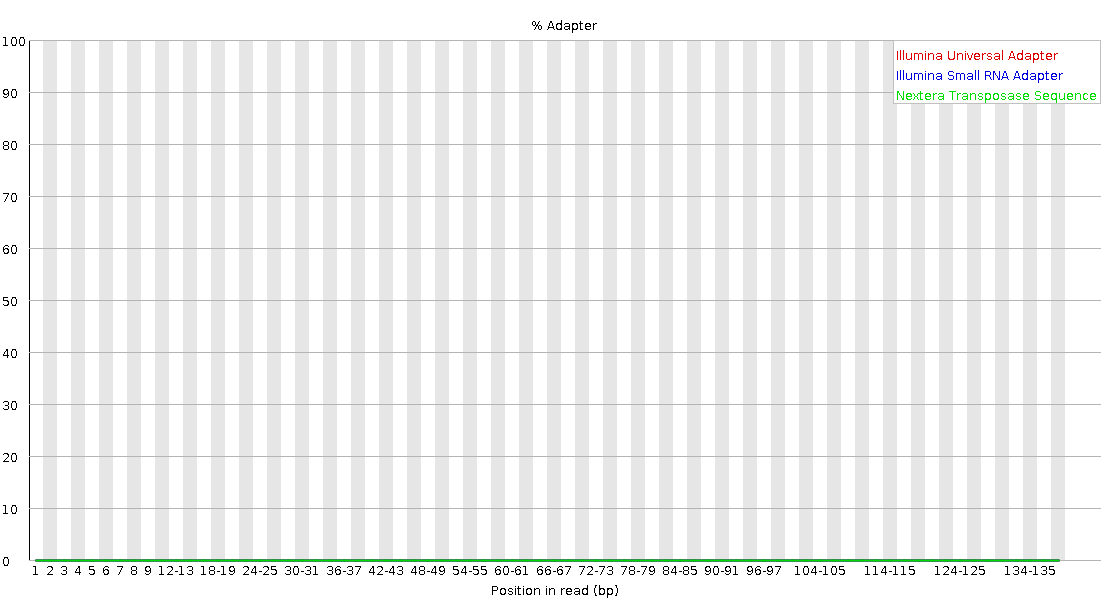 % Adapter
100
90
80
70
60
50
40
30
20
10
0
Illumina Universal Adapter
Illumina Small RNA Adapter
Nextera Transposase Sequence
1 2 3 4 5 6 7 8 9 12-13 18-19 24-25 30-31 36-37 42-43 48-49 54-55 60-61 66-67 72-73 78-79 84-85 90-91 96-97 104-105 114-115 124-125 134-135
Position in read (bp)